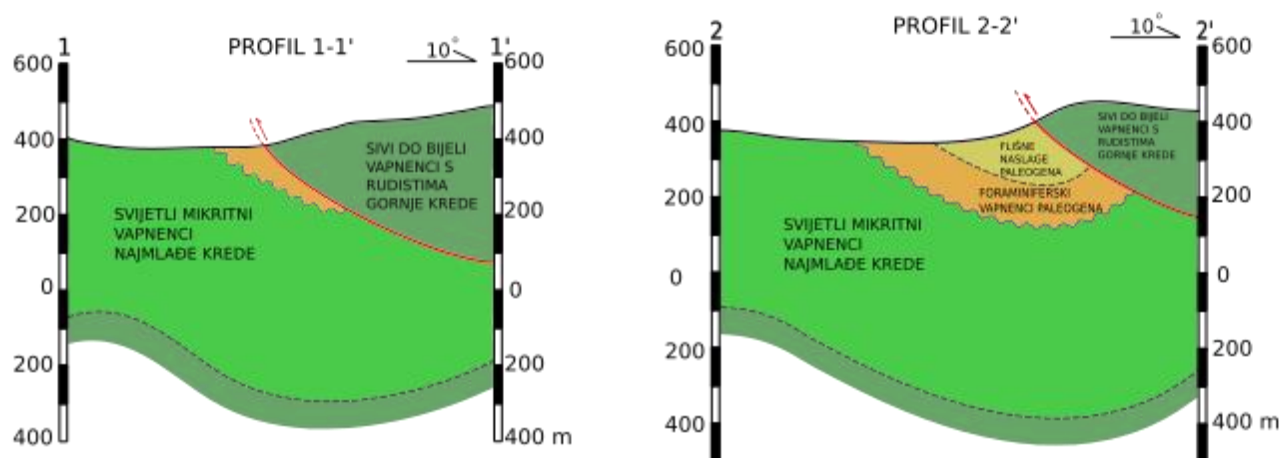 PROFIL 1-1'
1
1'
10°
600
400
200
0
200
400
600
400
200
0
200
400 m
SVIJETLI MIKRITNI
VAPNENCI
NAJMLAĐE KREDE
SIVI DO BIJELI
VAPNENCI S
RUDISTIMA
GORNJE KREDE
PROFIL 2-2'
2
2'
10°
600
400
200
0
200
400
600
400
200
0
200
400 m
SVIJETLI MIKRITNI
VAPNENCI
NAJMLAĐE KREDE
FLIŠNE
NASLAGE
PALEOGENA
FORAMINIFERSKI
VAPNENCI PALEOGENA
SIVI DO BIJELI
VAPNENCI S
RUDISTIMA
GORNJE KREDE